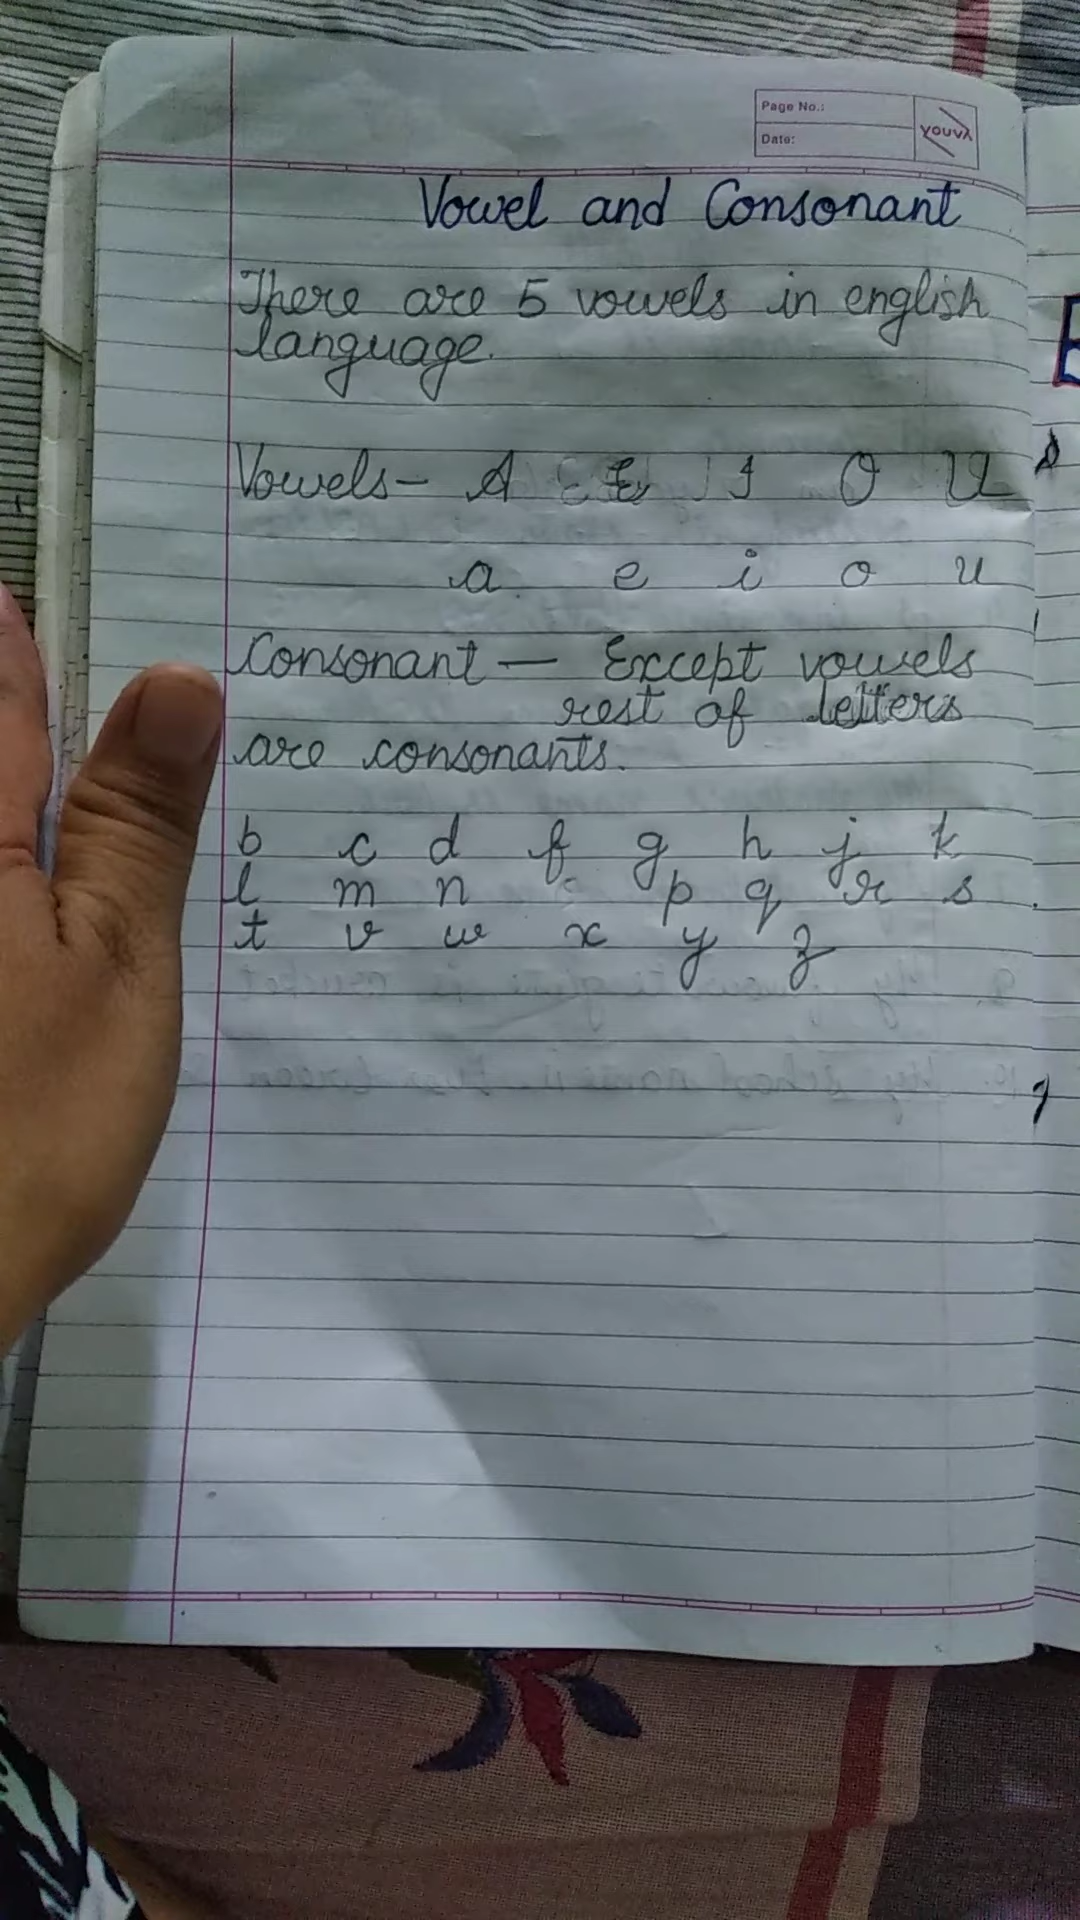 Page No.:
Date:
youva
Vowel and Consonant
There are 5 vowels in english
language.
Vowels- A E I O U
a e i o u
Consonant — Except vowels
rest of letters
are consonants.
b c d f g h j k
l m n p q r s
t v w x y z